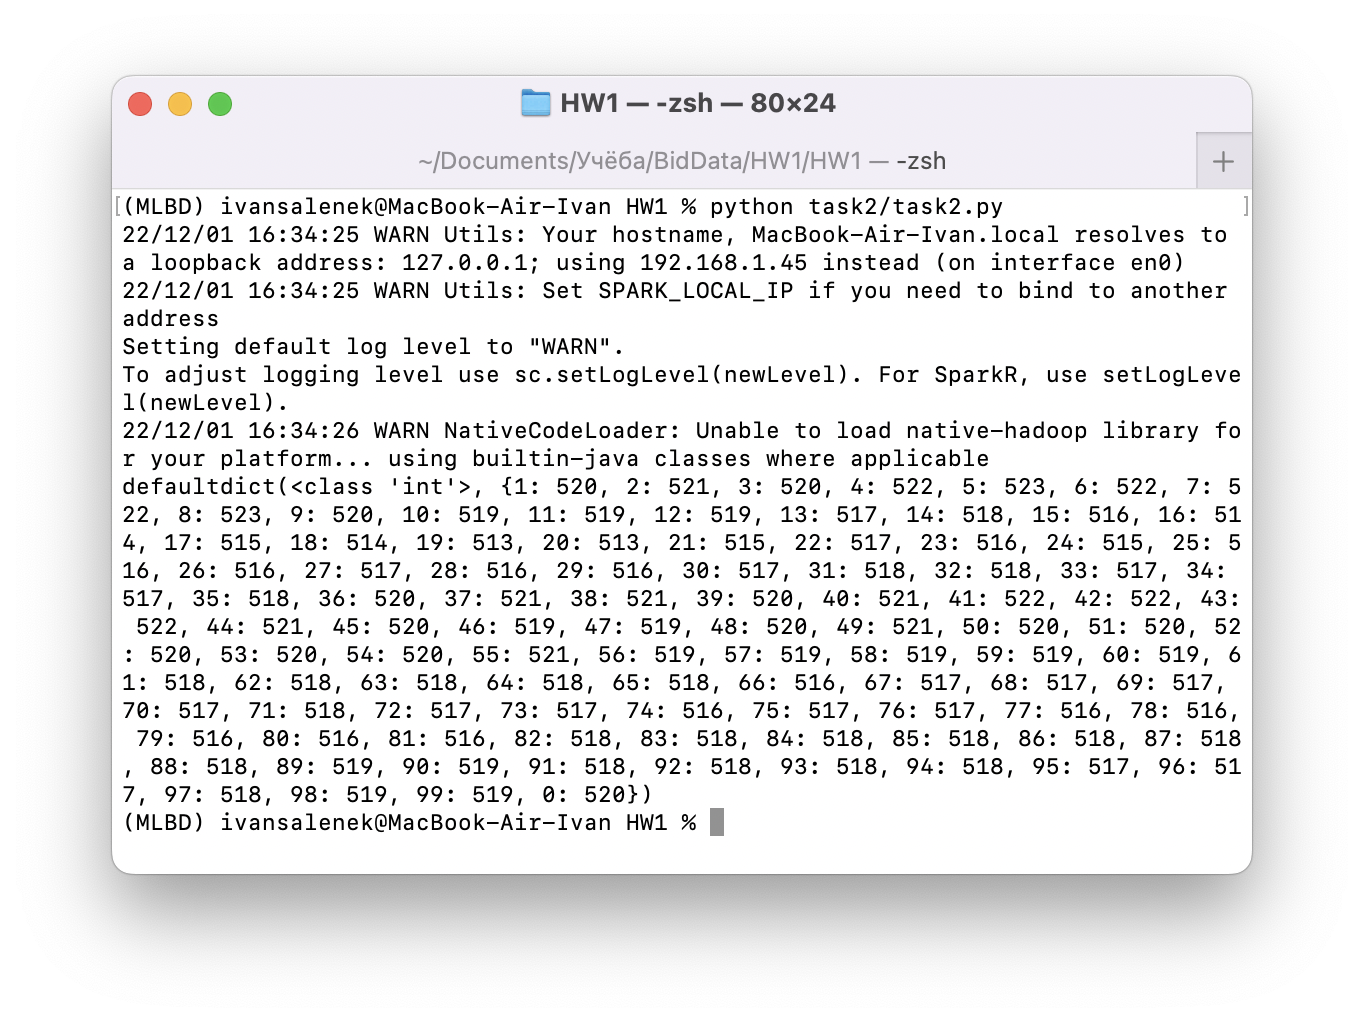 HW1 — -zsh — 80×24
~/Documents/Учёба/BidData/HW1/HW1 — -zsh +
[(MLBD) ivansalenek@MacBook-Air-Ivan HW1 % python task2/task2.py ]
22/12/01 16:34:25 WARN Utils: Your hostname, MacBook-Air-Ivan.local resolves to
a loopback address: 127.0.0.1; using 192.168.1.45 instead (on interface en0)
22/12/01 16:34:25 WARN Utils: Set SPARK_LOCAL_IP if you need to bind to another
address
Setting default log level to "WARN".
To adjust logging level use sc.setLogLevel(newLevel). For SparkR, use setLogLeve
l(newLevel).
22/12/01 16:34:26 WARN NativeCodeLoader: Unable to load native-hadoop library fo
r your platform... using builtin-java classes where applicable
defaultdict(<class 'int'>, {1: 520, 2: 521, 3: 520, 4: 522, 5: 523, 6: 522, 7: 5
22, 8: 523, 9: 520, 10: 519, 11: 519, 12: 519, 13: 517, 14: 518, 15: 516, 16: 51
4, 17: 515, 18: 514, 19: 513, 20: 513, 21: 515, 22: 517, 23: 516, 24: 515, 25: 5
16, 26: 516, 27: 517, 28: 516, 29: 516, 30: 517, 31: 518, 32: 518, 33: 517, 34:
517, 35: 518, 36: 520, 37: 521, 38: 521, 39: 520, 40: 521, 41: 522, 42: 522, 43:
522, 44: 521, 45: 520, 46: 519, 47: 519, 48: 520, 49: 521, 50: 520, 51: 520, 52
: 520, 53: 520, 54: 520, 55: 521, 56: 519, 57: 519, 58: 519, 59: 519, 60: 519, 6
1: 518, 62: 518, 63: 518, 64: 518, 65: 518, 66: 516, 67: 517, 68: 517, 69: 517,
70: 517, 71: 518, 72: 517, 73: 517, 74: 516, 75: 517, 76: 517, 77: 516, 78: 516,
79: 516, 80: 516, 81: 516, 82: 518, 83: 518, 84: 518, 85: 518, 86: 518, 87: 518
, 88: 518, 89: 519, 90: 519, 91: 518, 92: 518, 93: 518, 94: 518, 95: 517, 96: 51
7, 97: 518, 98: 519, 99: 519, 0: 520})
(MLBD) ivansalenek@MacBook-Air-Ivan HW1 %